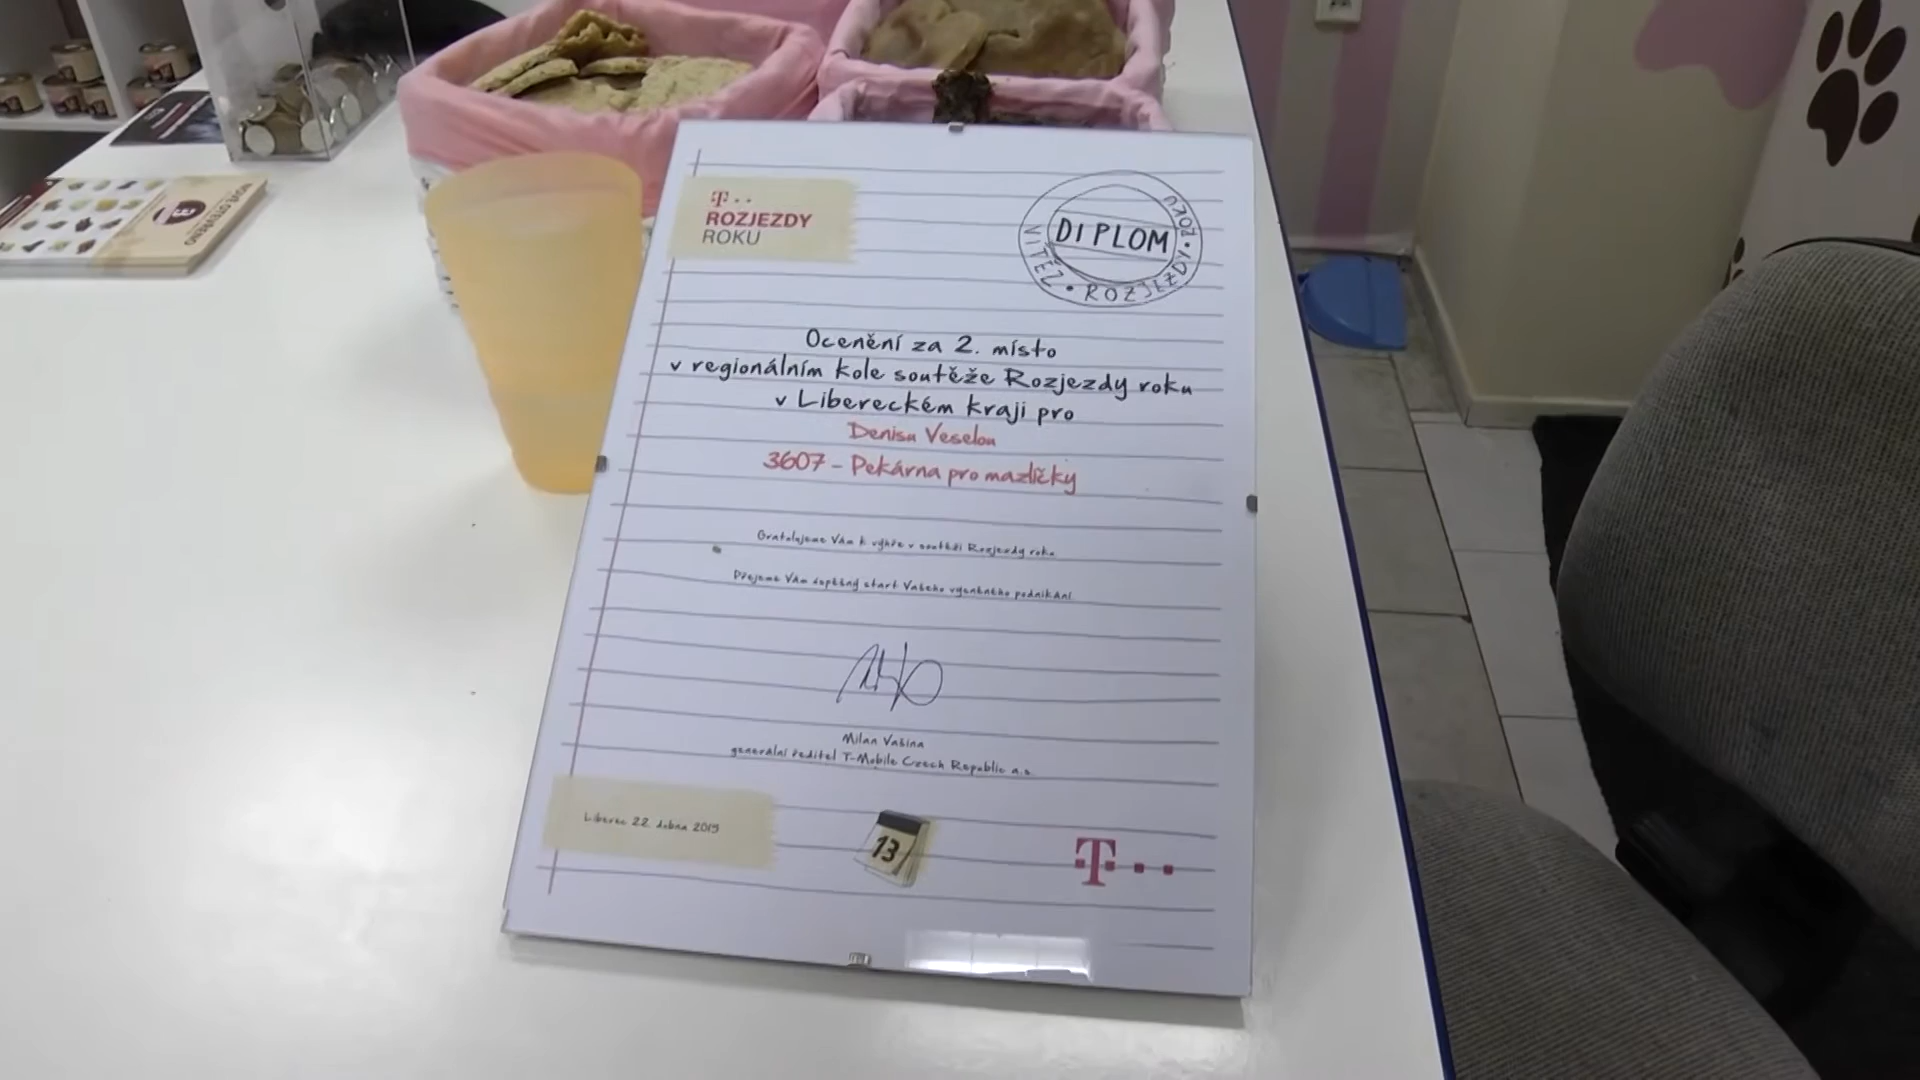 T
ROZJEZDY
ROKU
DIPLOM
VÍTĚZ • ROZJEZDY • ROKU
Ocenění za 2. místo
v regionálním kole soutěže Rozjezdy roku
v Libereckém kraji pro
Denisu Veselou
3607 - Pekárna pro mazlíčky
Gratulujeme Vám k výhře v soutěži Rozjezdy roku
Přejeme Vám úspěšný start Vašeho vysněného podnikání
Milan Vašina
generální ředitel T-Mobile Czech Republic a.s.
Liberec 22. dubna 2015
13
T
NOVĚ OTEVŘENO